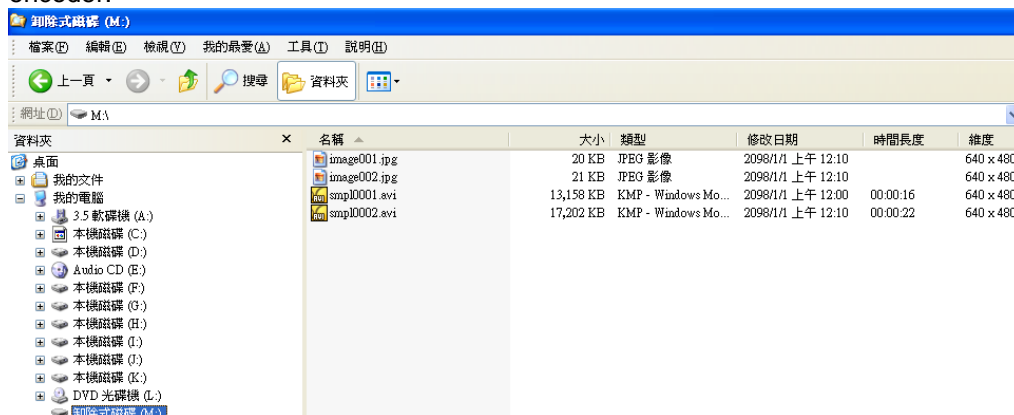 卸除式磁碟 (M:)
檔案(F) 編輯(E) 檢視(V) 我的最愛(A) 工具(T) 說明(H)
上一頁 搜尋 資料夾
網址(D) M:\
資料夾 × 名稱 大小 類型 修改日期 時間長度 維度
桌面
我的文件
我的電腦
3.5 軟碟機 (A:)
本機磁碟 (C:)
本機磁碟 (D:)
Audio CD (E:)
本機磁碟 (F:)
本機磁碟 (G:)
本機磁碟 (H:)
本機磁碟 (I:)
本機磁碟 (J:)
本機磁碟 (K:)
DVD 光碟機 (L:)
卸除式磁碟 (M:)
image001.jpg 20 KB JPEG 影像 2098/1/1 上午 12:10 640 x 480
image002.jpg 21 KB JPEG 影像 2098/1/1 上午 12:10 640 x 480
smpl0001.avi 13,158 KB KMP - Windows Mo... 2098/1/1 上午 12:00 00:00:16 640 x 480
smpl0002.avi 17,202 KB KMP - Windows Mo... 2098/1/1 上午 12:10 00:00:22 640 x 480